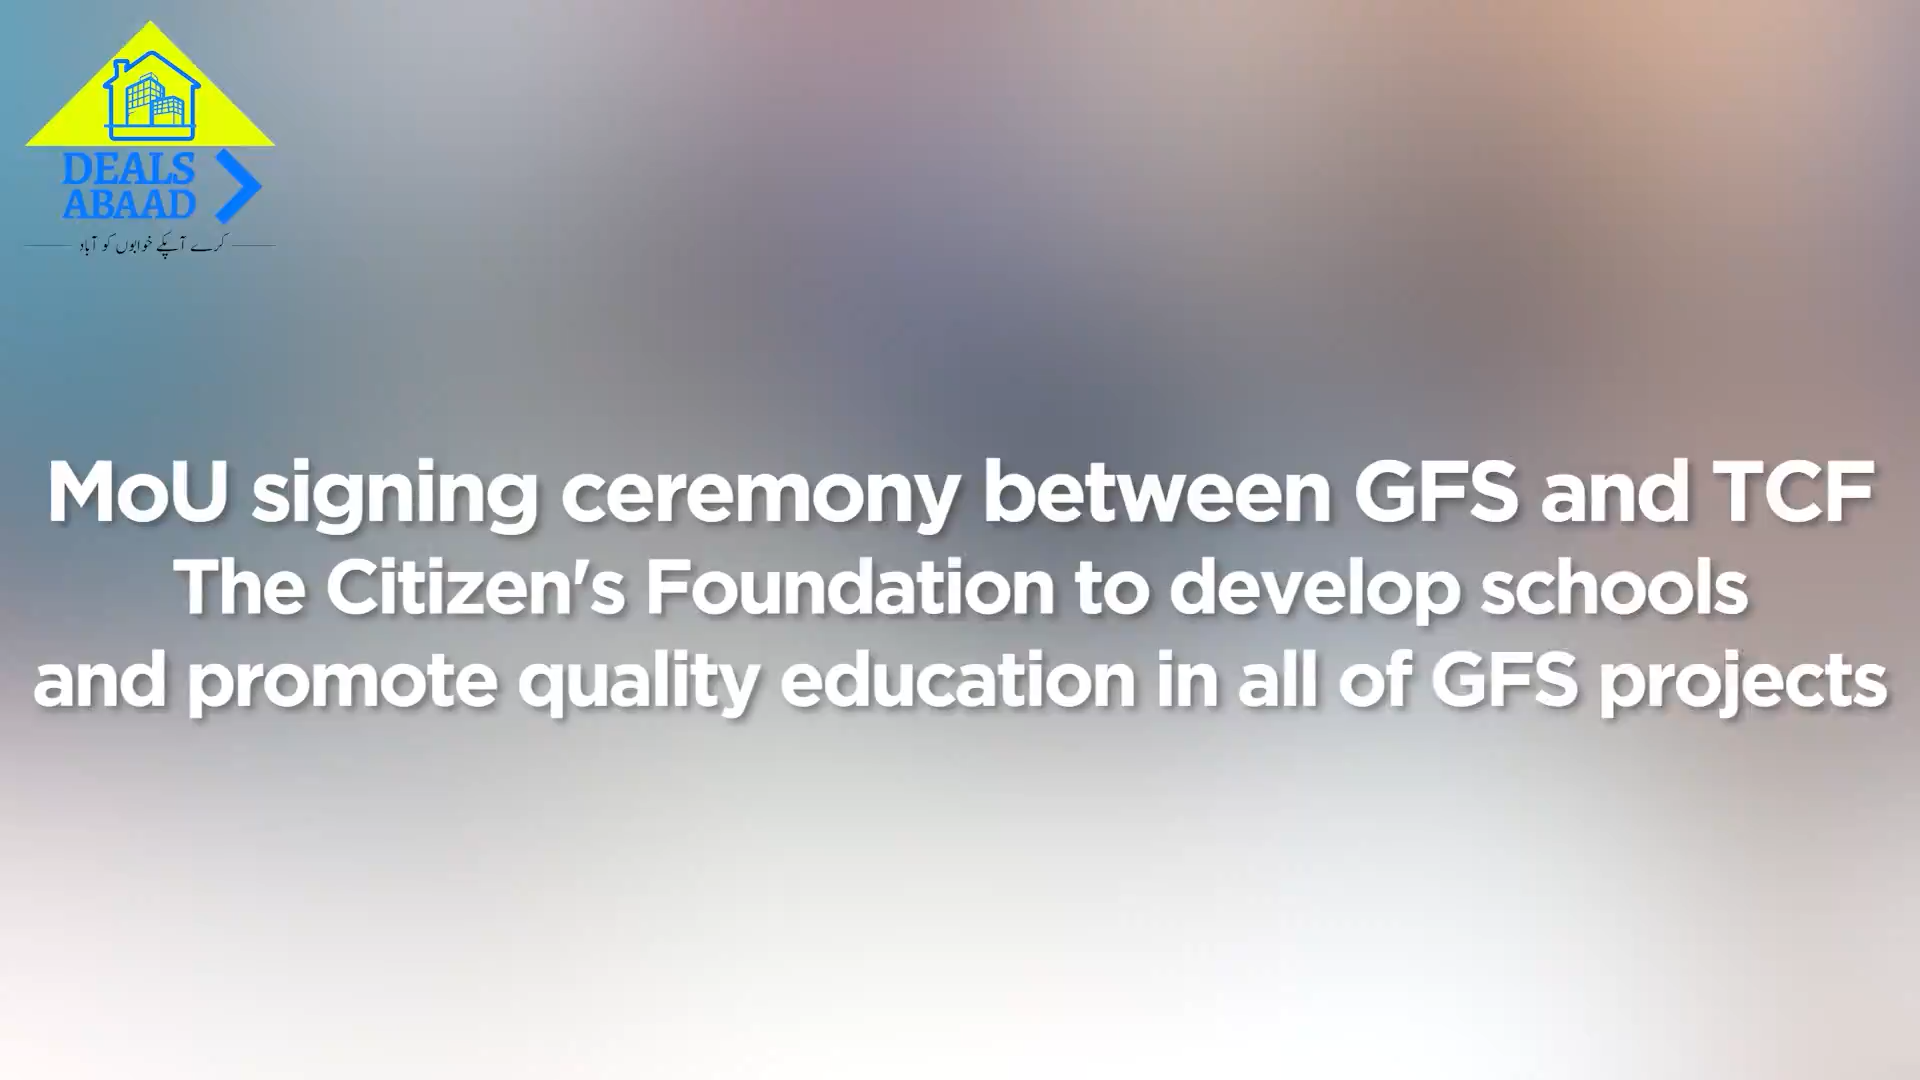 DEALS
ABAAD
کرے آپکے خوابوں کو آباد
MoU signing ceremony between GFS and TCF
The Citizen's Foundation to develop schools
and promote quality education in all of GFS projects